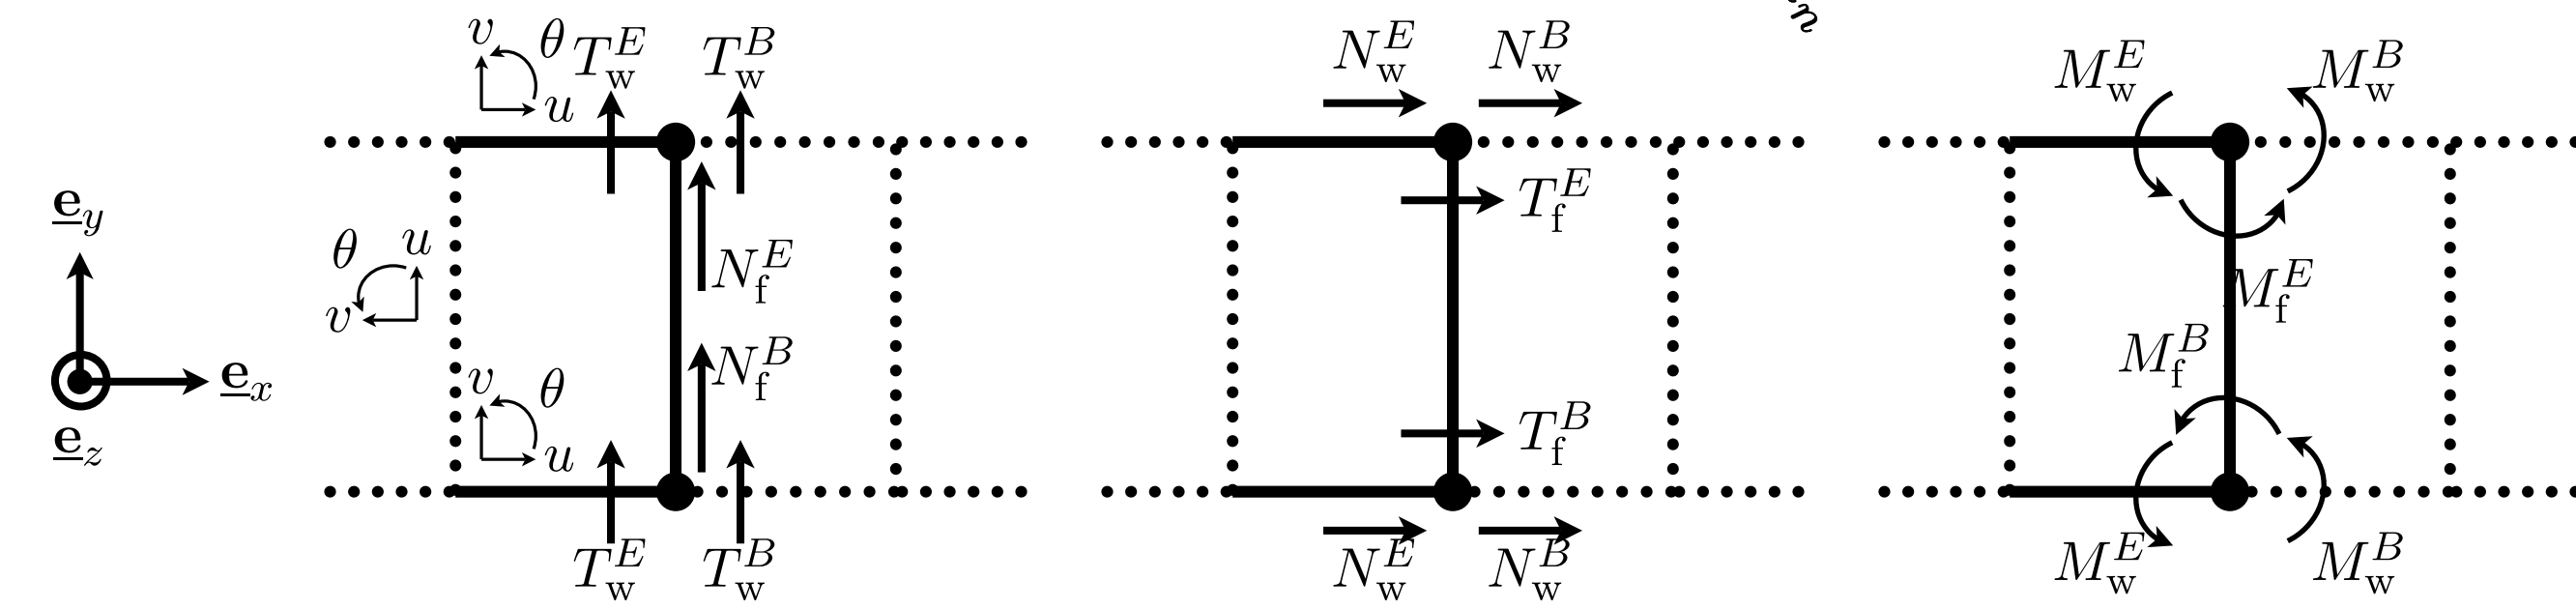 v θ T_w^E T_w^B
u
N_w^E N_w^B
n
M_w^E M_w^B
T_f^E
e_y
θ u
v
N_f^E
M_f^E
N_f^B
M_f^B
e_x
e_z
v θ
u
T_f^B
T_w^E T_w^B
N_w^E N_w^B
M_w^E M_w^B